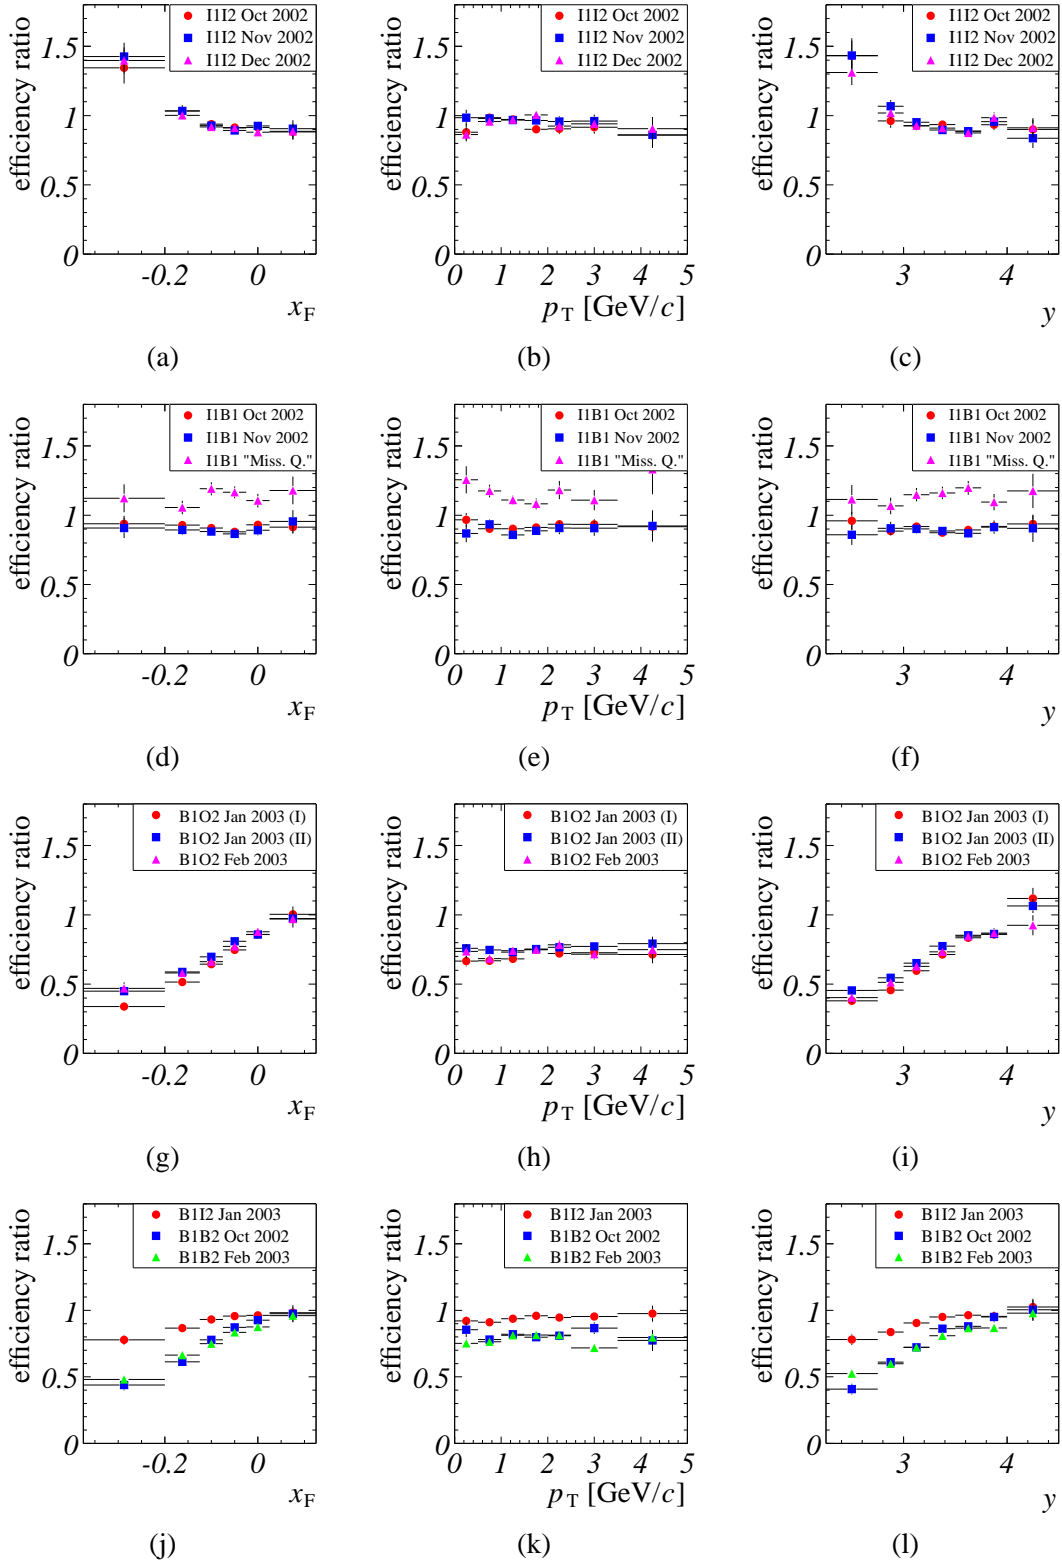 efficiency ratio
1.5
1
0.5
0
-0.2
0
x_F
I1I2 Oct 2002
I1I2 Nov 2002
I1I2 Dec 2002
(a)
efficiency ratio
1.5
1
0.5
0
0 1 2 3 4 5
p_T [GeV/c]
I1I2 Oct 2002
I1I2 Nov 2002
I1I2 Dec 2002
(b)
efficiency ratio
1.5
1
0.5
0
3 4
y
I1I2 Oct 2002
I1I2 Nov 2002
I1I2 Dec 2002
(c)
efficiency ratio
1.5
1
0.5
0
-0.2
0
x_F
I1B1 Oct 2002
I1B1 Nov 2002
I1B1 "Miss. Q."
(d)
efficiency ratio
1.5
1
0.5
0
0 1 2 3 4 5
p_T [GeV/c]
I1B1 Oct 2002
I1B1 Nov 2002
I1B1 "Miss. Q."
(e)
efficiency ratio
1.5
1
0.5
0
3 4
y
I1B1 Oct 2002
I1B1 Nov 2002
I1B1 "Miss. Q."
(f)
efficiency ratio
1.5
1
0.5
0
-0.2
0
x_F
B1O2 Jan 2003 (I)
B1O2 Jan 2003 (II)
B1O2 Feb 2003
(g)
efficiency ratio
1.5
1
0.5
0
0 1 2 3 4 5
p_T [GeV/c]
B1O2 Jan 2003 (I)
B1O2 Jan 2003 (II)
B1O2 Feb 2003
(h)
efficiency ratio
1.5
1
0.5
0
3 4
y
B1O2 Jan 2003 (I)
B1O2 Jan 2003 (II)
B1O2 Feb 2003
(i)
efficiency ratio
1.5
1
0.5
0
-0.2
0
x_F
B1I2 Jan 2003
B1B2 Oct 2002
B1B2 Feb 2003
(j)
efficiency ratio
1.5
1
0.5
0
0 1 2 3 4 5
p_T [GeV/c]
B1I2 Jan 2003
B1B2 Oct 2002
B1B2 Feb 2003
(k)
efficiency ratio
1.5
1
0.5
0
3 4
y
B1I2 Jan 2003
B1B2 Oct 2002
B1B2 Feb 2003
(l)